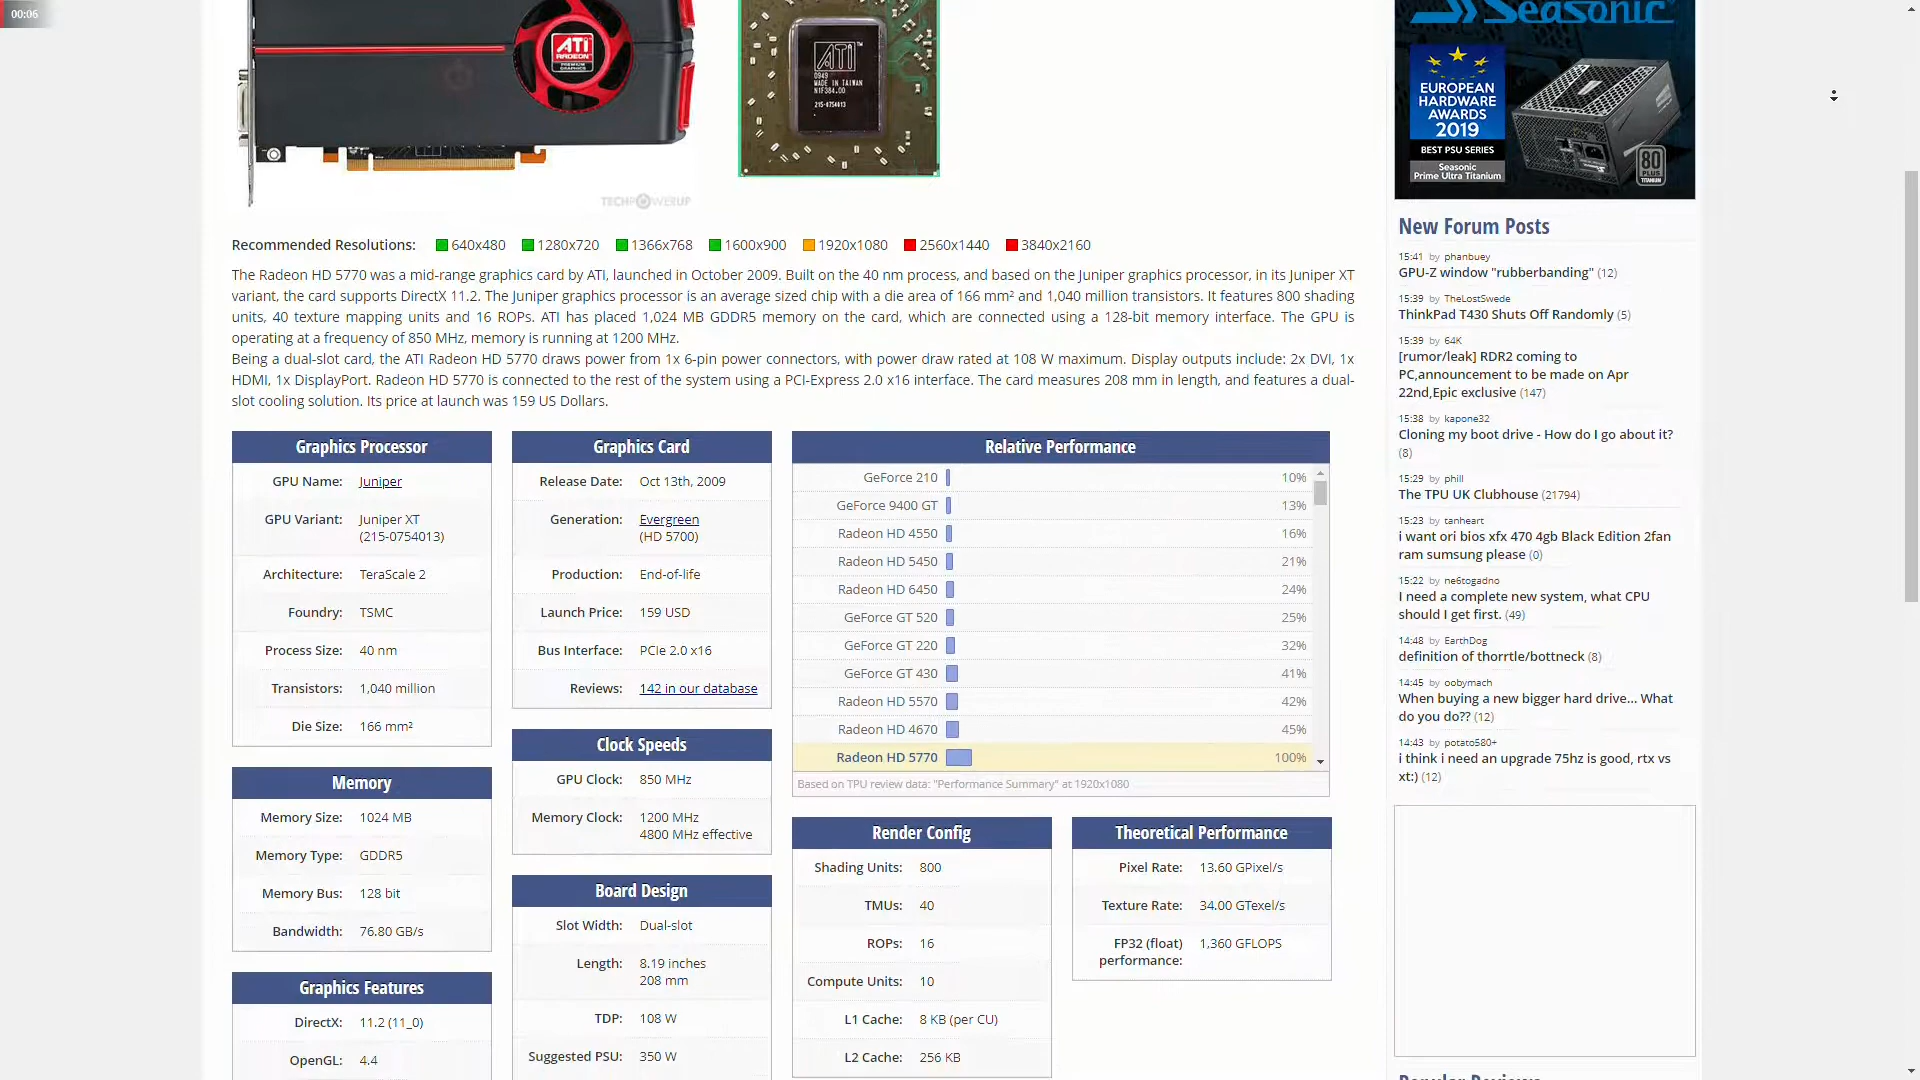 00:06
ATI
RADEON
PREMIUM
GRAPHICS
ATI™
0949
MADE IN TAIWAN
N1F384.00
215-0754013
TECHPOWERUP
Seasonic
EUROPEAN
HARDWARE
AWARDS
2019
BEST PSU SERIES
Seasonic
Prime Ultra Titanium
80
PLUS
TITANIUM
Recommended Resolutions: 640x480 1280x720 1366x768 1600x900 1920x1080 2560x1440 3840x2160
The Radeon HD 5770 was a mid-range graphics card by ATI, launched in October 2009. Built on the 40 nm process, and based on the Juniper graphics processor, in its Juniper XT
variant, the card supports DirectX 11.2. The Juniper graphics processor is an average sized chip with a die area of 166 mm² and 1,040 million transistors. It features 800 shading
units, 40 texture mapping units and 16 ROPs. ATI has placed 1,024 MB GDDR5 memory on the card, which are connected using a 128-bit memory interface. The GPU is
operating at a frequency of 850 MHz, memory is running at 1200 MHz.
Being a dual-slot card, the ATI Radeon HD 5770 draws power from 1x 6-pin power connectors, with power draw rated at 108 W maximum. Display outputs include: 2x DVI, 1x
HDMI, 1x DisplayPort. Radeon HD 5770 is connected to the rest of the system using a PCI-Express 2.0 x16 interface. The card measures 208 mm in length, and features a dual-
slot cooling solution. Its price at launch was 159 US Dollars.
Graphics Processor
GPU Name: Juniper
GPU Variant: Juniper XT
(215-0754013)
Architecture: TeraScale 2
Foundry: TSMC
Process Size: 40 nm
Transistors: 1,040 million
Die Size: 166 mm²
Memory
Memory Size: 1024 MB
Memory Type: GDDR5
Memory Bus: 128 bit
Bandwidth: 76.80 GB/s
Graphics Features
DirectX: 11.2 (11_0)
OpenGL: 4.4
Graphics Card
Release Date: Oct 13th, 2009
Generation: Evergreen
(HD 5700)
Production: End-of-life
Launch Price: 159 USD
Bus Interface: PCIe 2.0 x16
Reviews: 142 in our database
Clock Speeds
GPU Clock: 850 MHz
Memory Clock: 1200 MHz
4800 MHz effective
Board Design
Slot Width: Dual-slot
Length: 8.19 inches
208 mm
TDP: 108 W
Suggested PSU: 350 W
Relative Performance
GeForce 210 10%
GeForce 9400 GT 13%
Radeon HD 4550 16%
Radeon HD 5450 21%
Radeon HD 6450 24%
GeForce GT 520 25%
GeForce GT 220 32%
GeForce GT 430 41%
Radeon HD 5570 42%
Radeon HD 4670 45%
Radeon HD 5770 100%
Based on TPU review data: "Performance Summary" at 1920x1080
Render Config
Shading Units: 800
TMUs: 40
ROPs: 16
Compute Units: 10
L1 Cache: 8 KB (per CU)
L2 Cache: 256 KB
Theoretical Performance
Pixel Rate: 13.60 GPixel/s
Texture Rate: 34.00 GTexel/s
FP32 (float) 1,360 GFLOPS
performance:
New Forum Posts
15:41 by phanbuey
GPU-Z window "rubberbanding" (12)
15:39 by TheLostSwede
ThinkPad T430 Shuts Off Randomly (5)
15:39 by 64K
[rumor/leak] RDR2 coming to
PC,announcement to be made on Apr
22nd,Epic exclusive (147)
15:38 by kapone32
Cloning my boot drive - How do I go about it?
(8)
15:29 by phill
The TPU UK Clubhouse (21794)
15:23 by tanheart
i want ori bios xfx 470 4gb Black Edition 2fan
ram sumsung please (0)
15:22 by ne6togadno
I need a complete new system, what CPU
should I get first. (49)
14:48 by EarthDog
definition of thorrtle/bottneck (8)
14:45 by oobymach
When buying a new bigger hard drive... What
do you do?? (12)
14:43 by potato580+
i think i need an upgrade 75hz is good, rtx vs
xt:) (12)